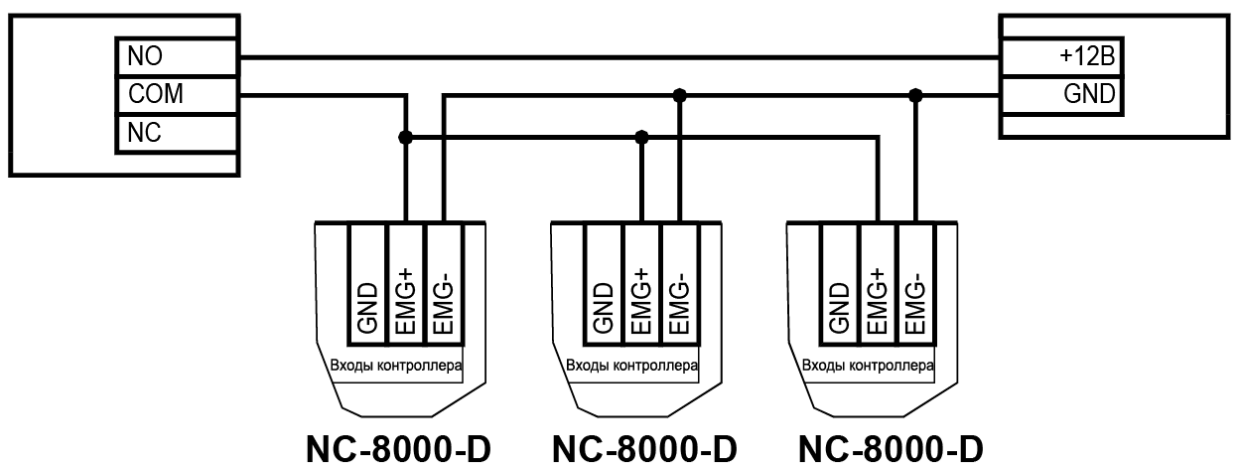 NO
COM
NC
+12В
GND
GND
EMG+
EMG-
Входы контроллера
NC-8000-D
GND
EMG+
EMG-
Входы контроллера
NC-8000-D
GND
EMG+
EMG-
Входы контроллера
NC-8000-D